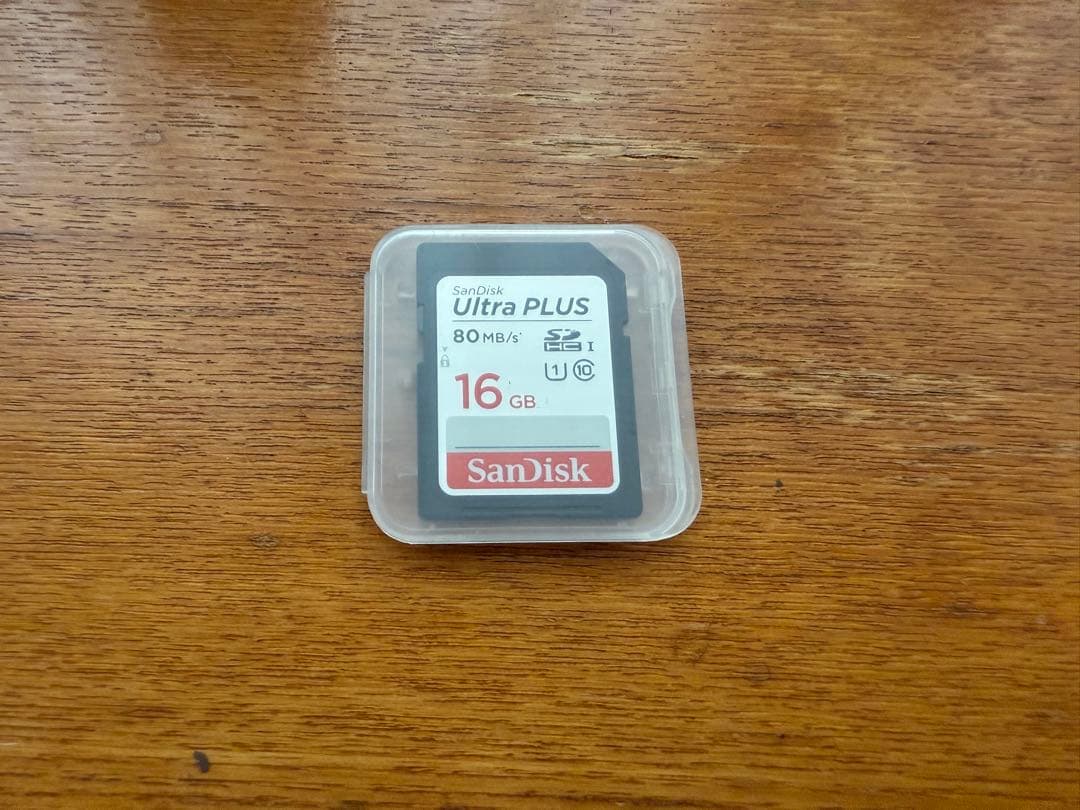 SanDisk
Ultra PLUS
80 MB/s*
SD HC I
U1 10
16 GB
SanDisk